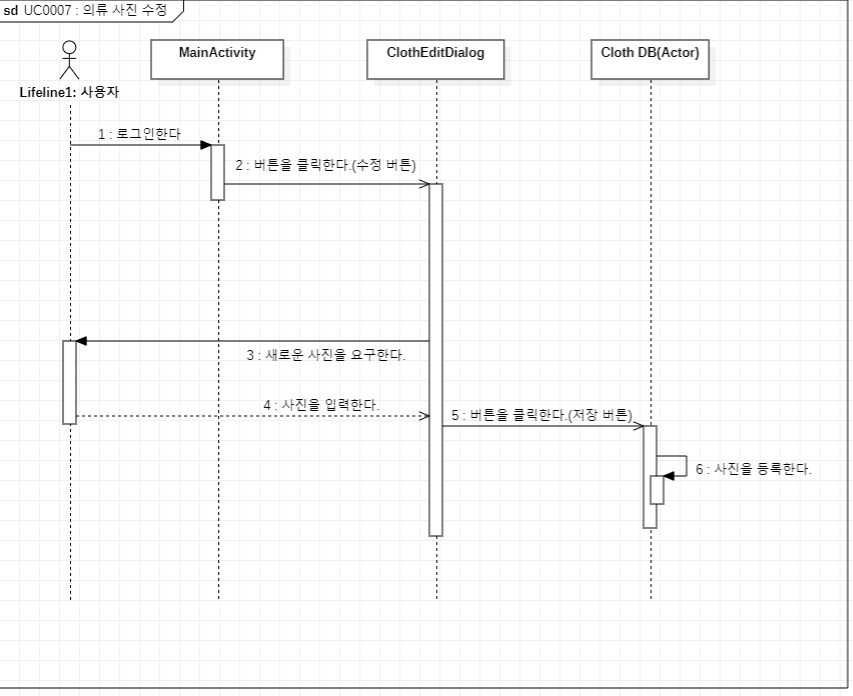 sd UC0007 : 의류 사진 수정
MainActivity
ClothEditDialog
Cloth DB(Actor)
Lifeline1: 사용자
1 : 로그인한다
2 : 버튼을 클릭한다.(수정 버튼)
3 : 새로운 사진을 요구한다.
4 : 사진을 입력한다.
5 : 버튼을 클릭한다.(저장 버튼)
6 : 사진을 등록한다.